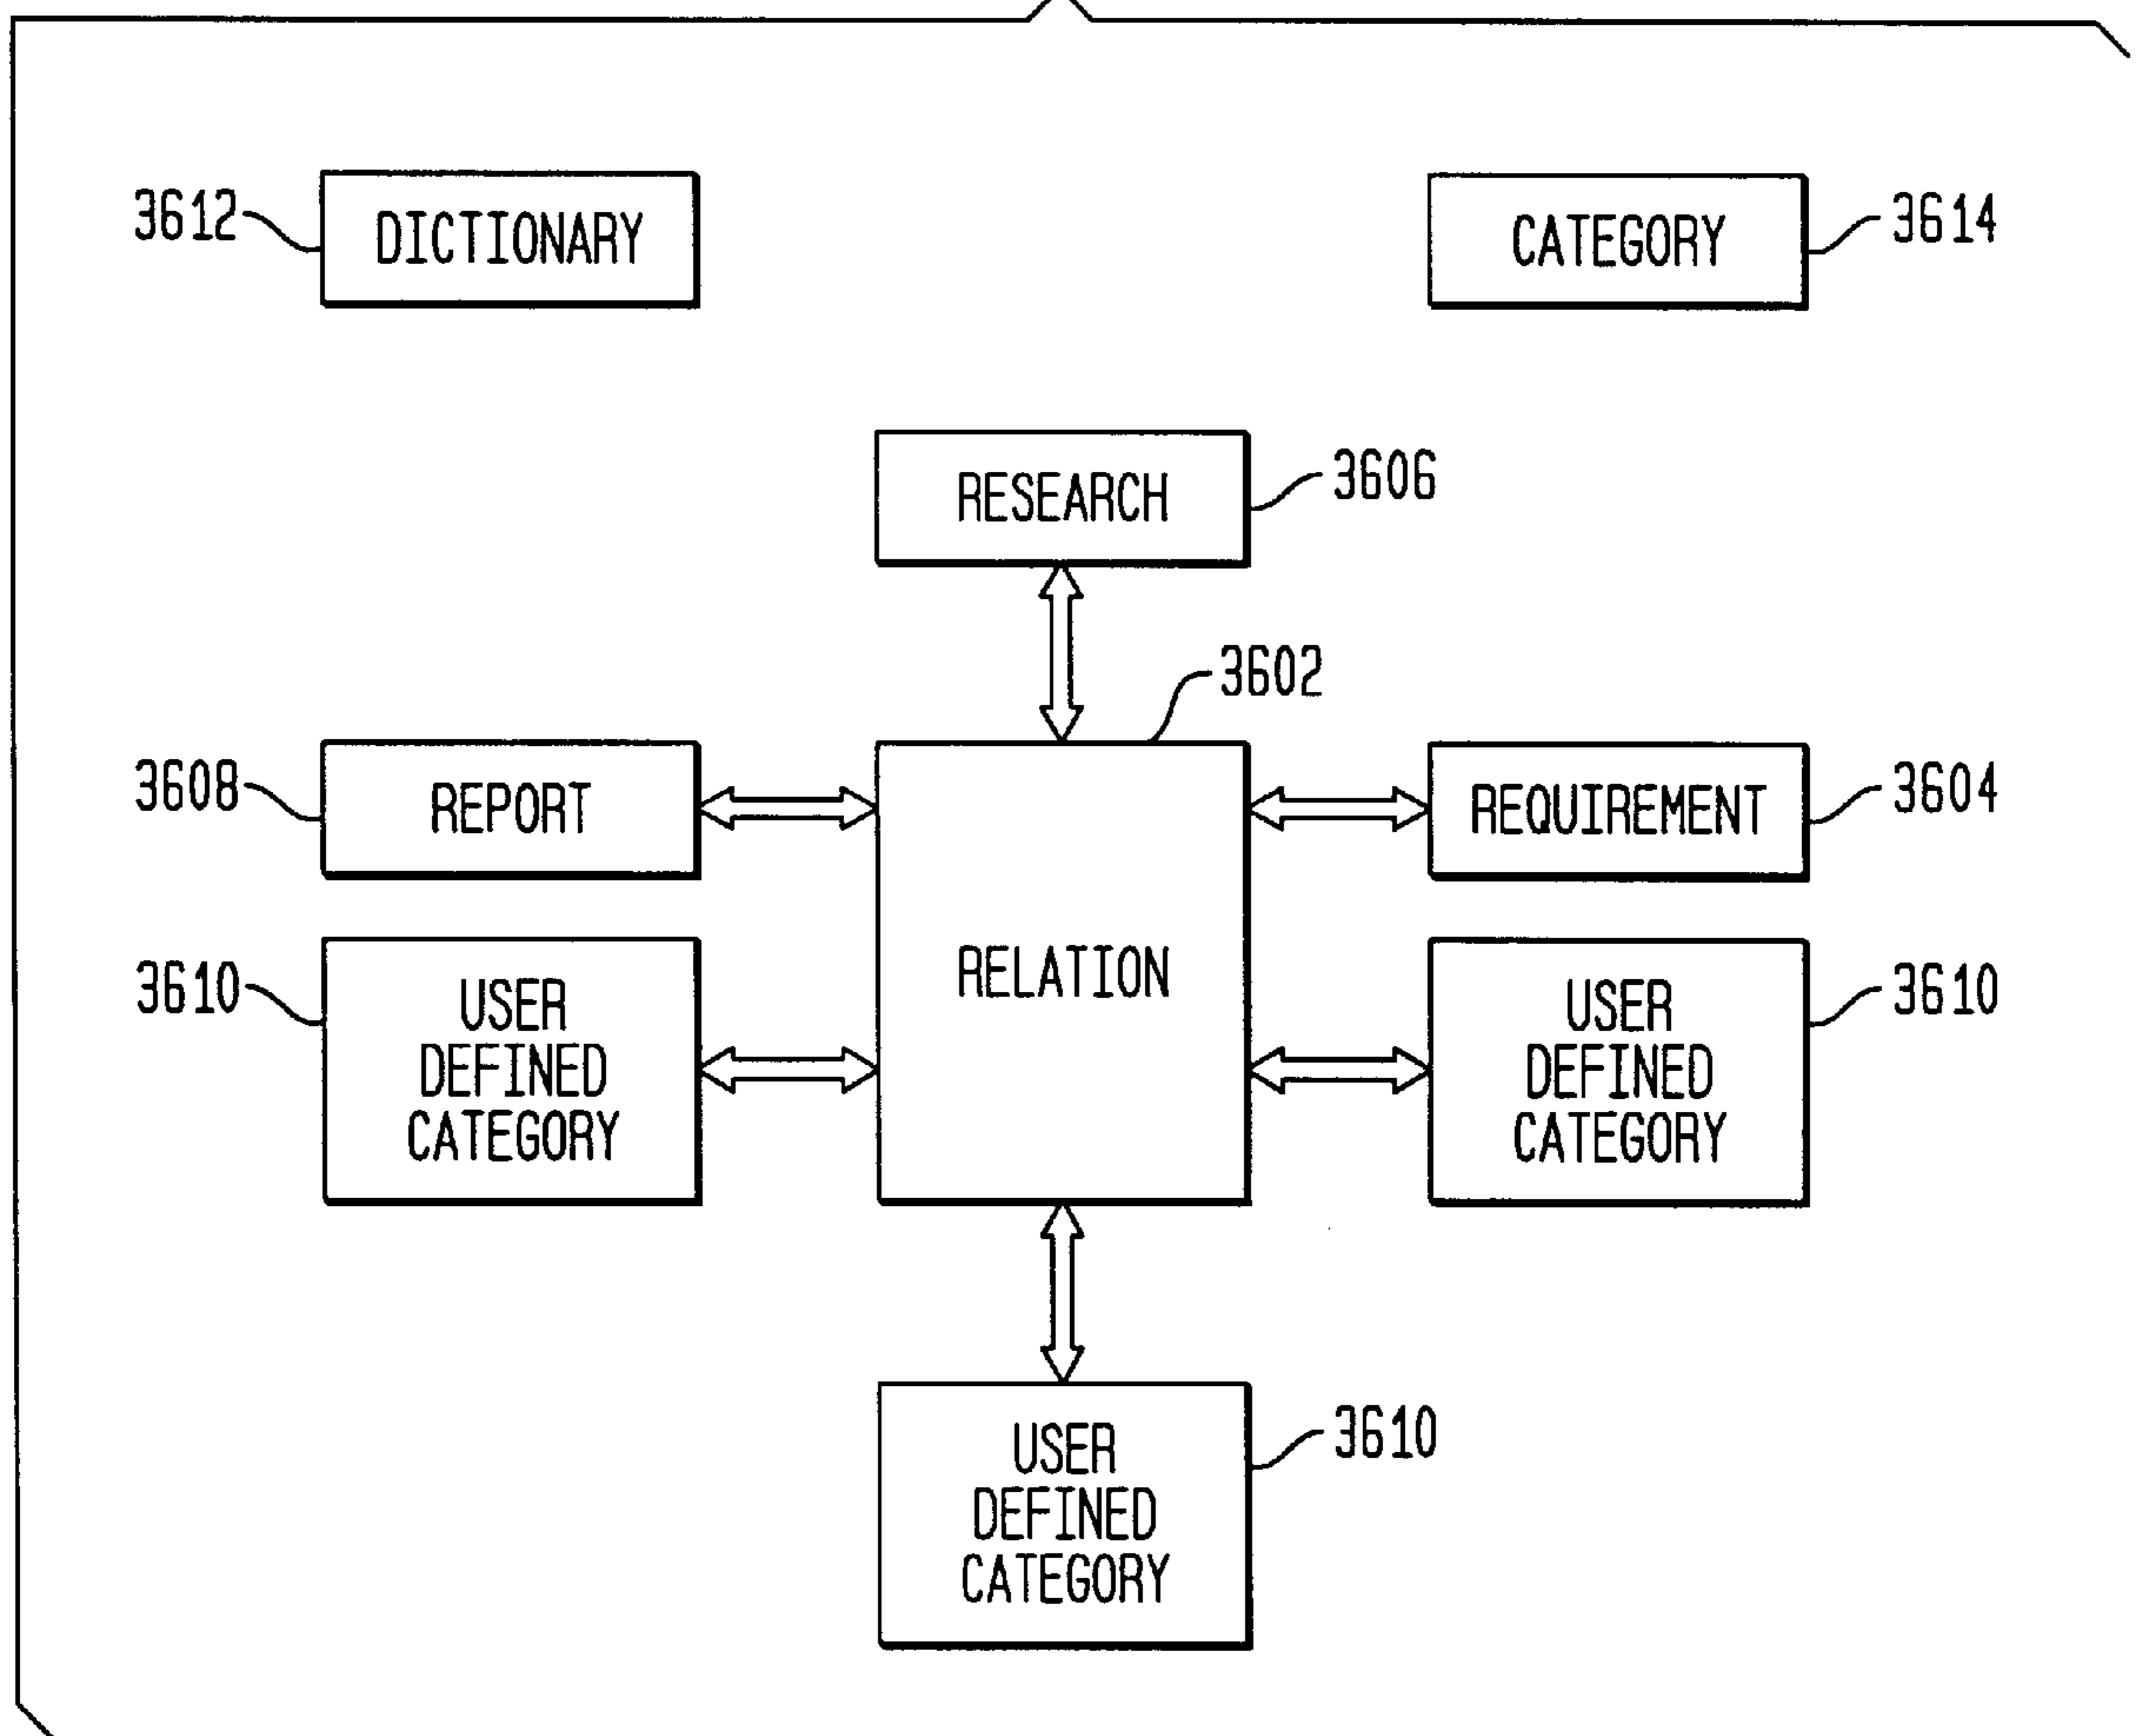 3612
DICTIONARY
CATEGORY
3614
RESEARCH
3606
3602
3608
REPORT
REQUIREMENT
3604
RELATION
3610
USER
DEFINED
CATEGORY
USER
DEFINED
CATEGORY
3610
USER
DEFINED
CATEGORY
3610